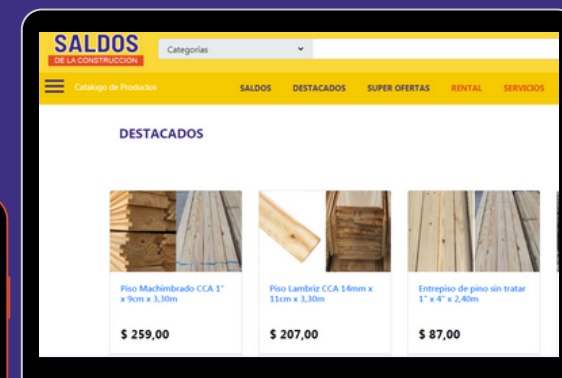 SALDOS
DE LA CONSTRUCCION
Categorías
Catalogo de Productos
SALDOS DESTACADOS SUPER OFERTAS RENTAL SERVICIOS
DESTACADOS
Piso Machimbrado CCA 1"
x 9cm x 3,30m
$ 259,00
Piso Lambriz CCA 14mm x
11cm x 3,30m
$ 207,00
Entrepiso de pino sin tratar
1" x 4" x 2,40m
$ 87,00